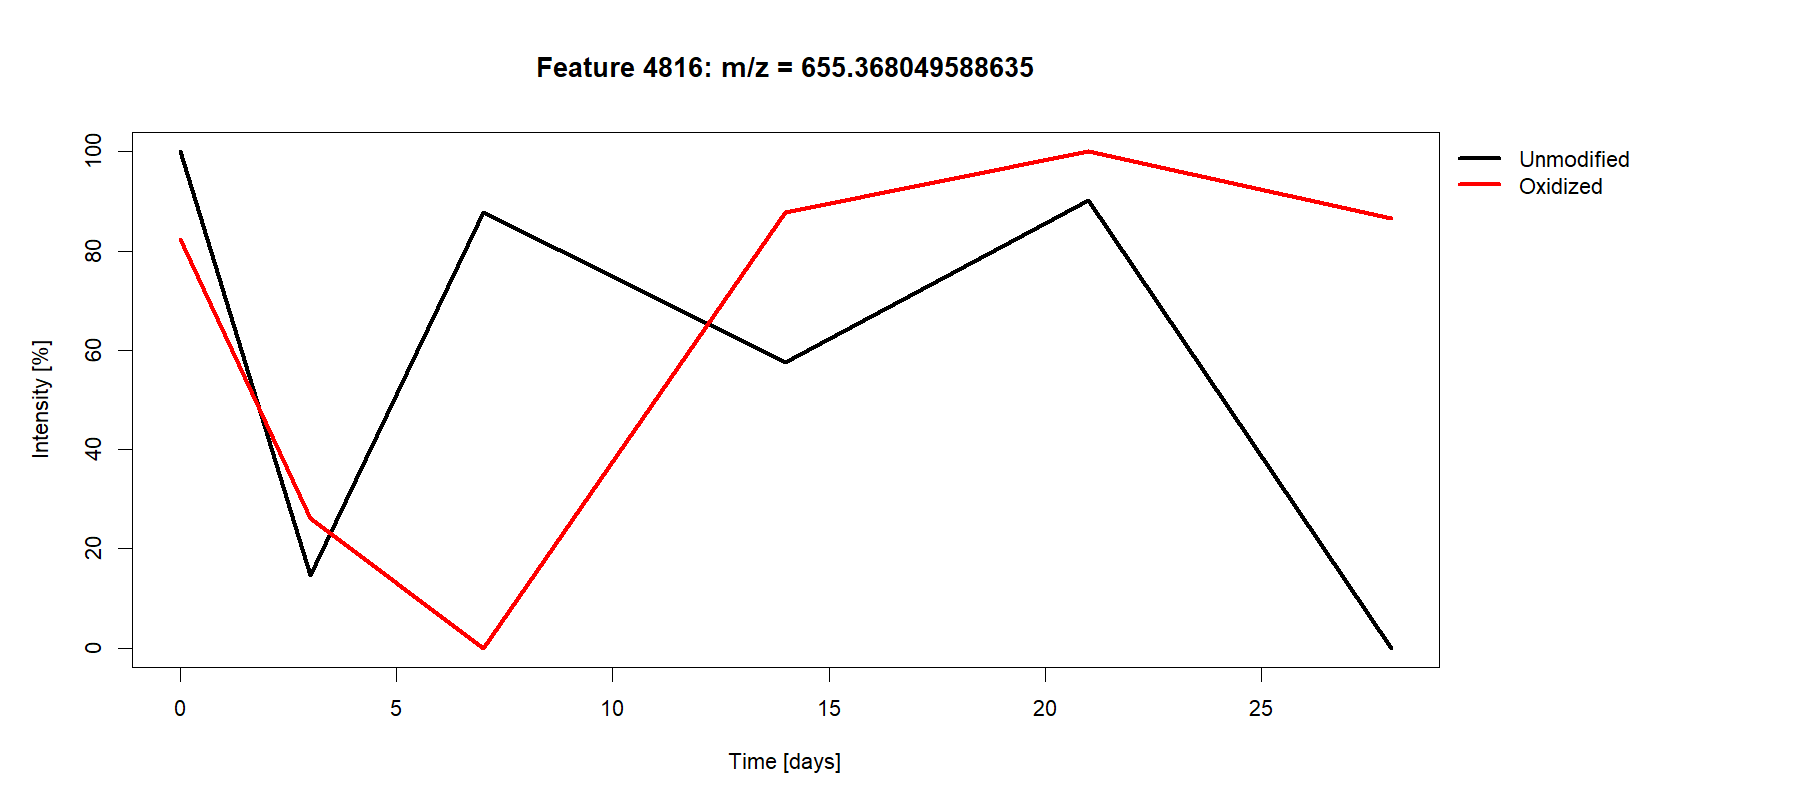 Feature 4816: m/z = 655.368049588635
Unmodified
Oxidized
Intensity [%]
100
80
60
40
20
0
0 5 10 15 20 25
Time [days]